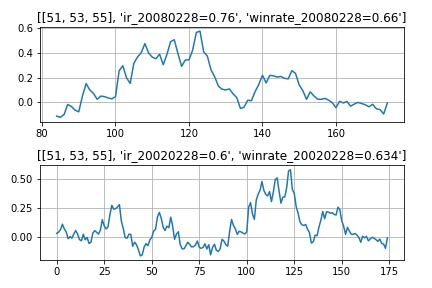 [[51, 53, 55], 'ir_20080228=0.76', 'winrate_20080228=0.66']
0.6
0.4
0.2
0.0
80 100 120 140 160
[[51, 53, 55], 'ir_20020228=0.6', 'winrate_20020228=0.634']
0.50
0.25
0.00
0 25 50 75 100 125 150 175